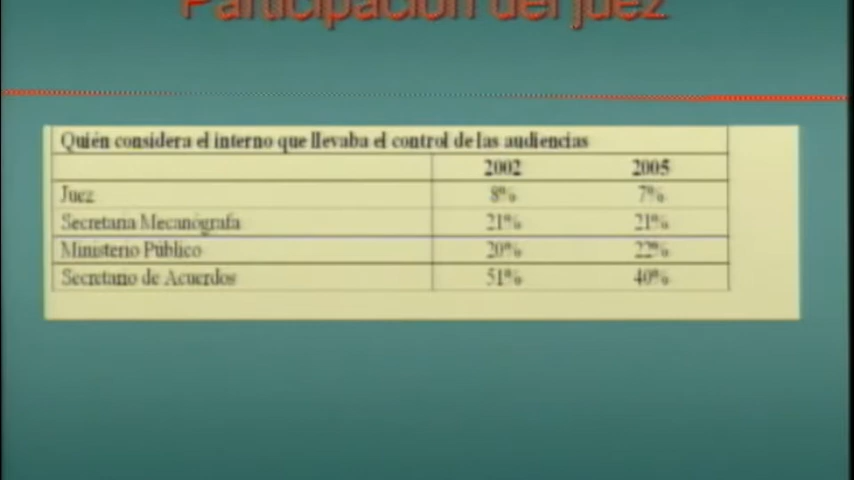 Participación del juez
Quién considera el interno que llevaba el control de las audiencias
2002 2005
Juez 8% 7%
Secretaria Mecanógrafa 21% 21%
Ministerio Público 20% 22%
Secretario de Acuerdos 51% 40%